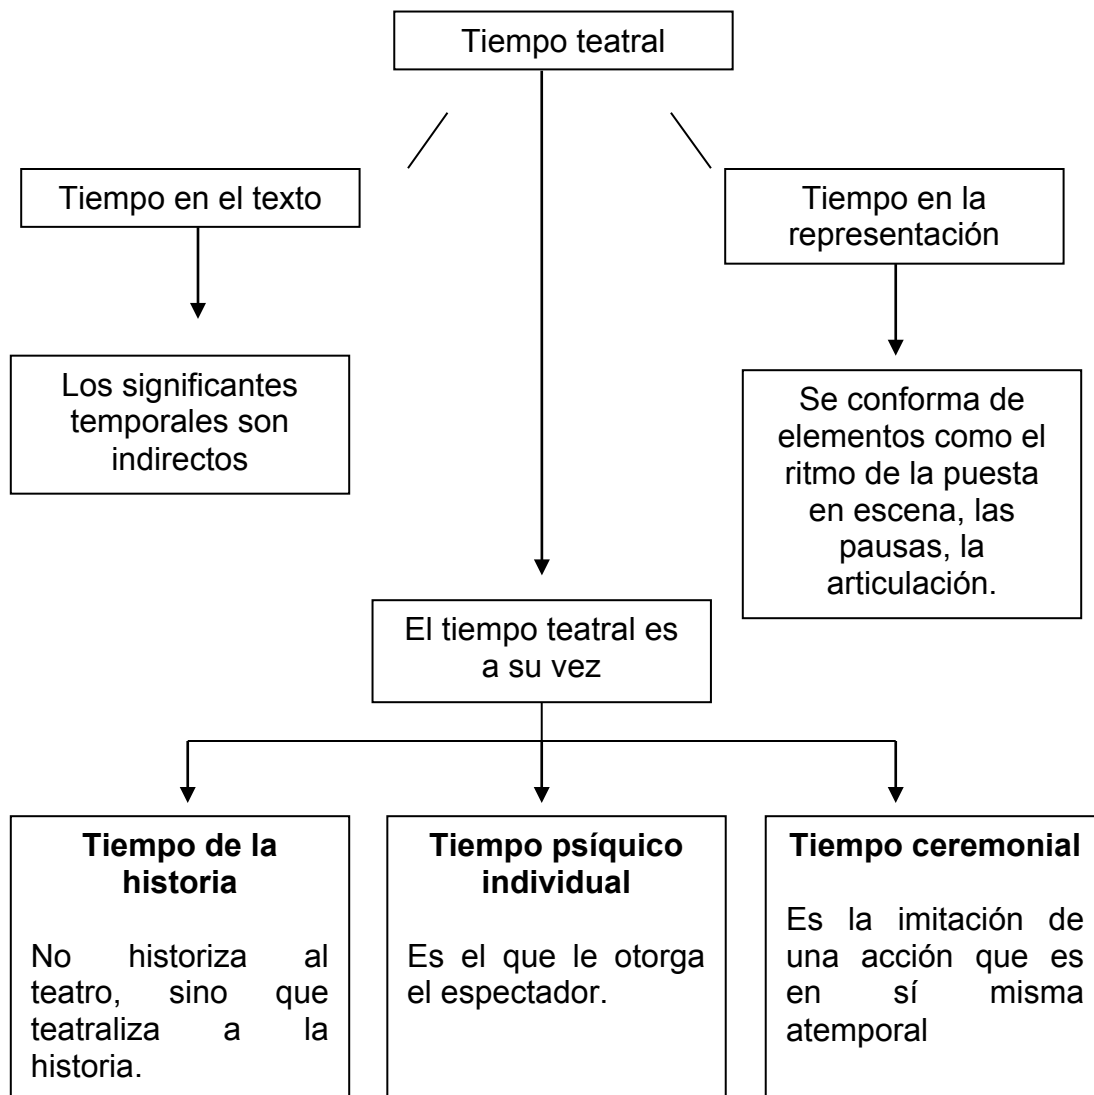 Tiempo teatral
Tiempo en el texto
Tiempo en la
representación
Los significantes
temporales son
indirectos
Se conforma de
elementos como el
ritmo de la puesta
en escena, las
pausas, la
articulación.
El tiempo teatral es
a su vez
Tiempo de la
historia
No historiza al
teatro, sino que
teatraliza a la
historia.
Tiempo psíquico
individual
Es el que le otorga
el espectador.
Tiempo ceremonial
Es la imitación de
una acción que es
en sí misma
atemporal